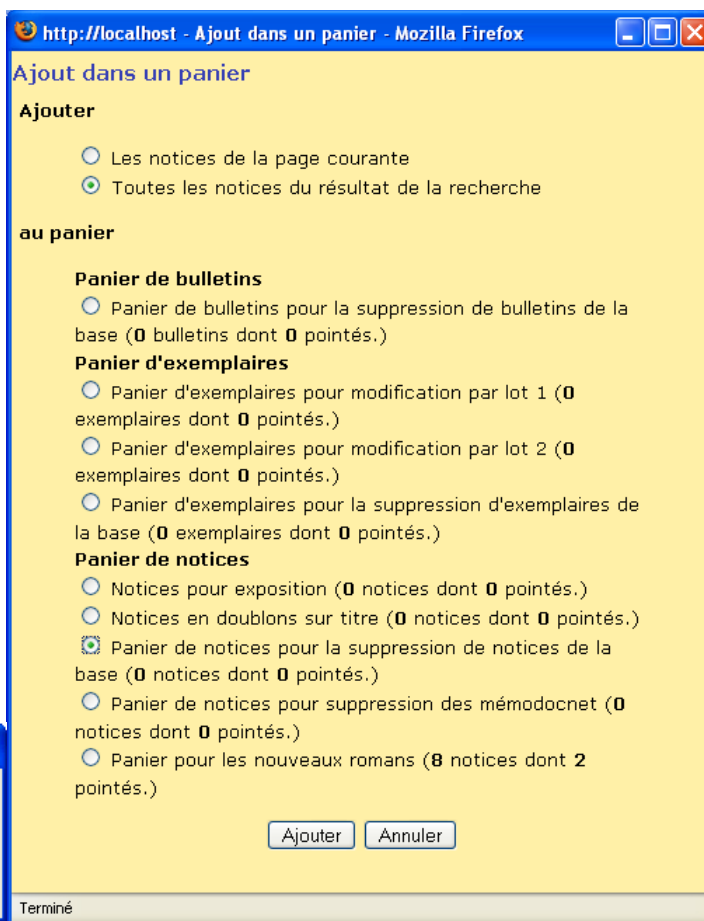 http://localhost - Ajout dans un panier - Mozilla Firefox
Ajout dans un panier
Ajouter
Les notices de la page courante
Toutes les notices du résultat de la recherche
au panier
Panier de bulletins
Panier de bulletins pour la suppression de bulletins de la
base (0 bulletins dont 0 pointés.)
Panier d'exemplaires
Panier d'exemplaires pour modification par lot 1 (0
exemplaires dont 0 pointés.)
Panier d'exemplaires pour modification par lot 2 (0
exemplaires dont 0 pointés.)
Panier d'exemplaires pour la suppression d'exemplaires de
la base (0 exemplaires dont 0 pointés.)
Panier de notices
Notices pour exposition (0 notices dont 0 pointés.)
Notices en doublons sur titre (0 notices dont 0 pointés.)
Panier de notices pour la suppression de notices de la
base (0 notices dont 0 pointés.)
Panier de notices pour suppression des mémodocnet (0
notices dont 0 pointés.)
Panier pour les nouveaux romans (8 notices dont 2
pointés.)
Ajouter Annuler
Terminé